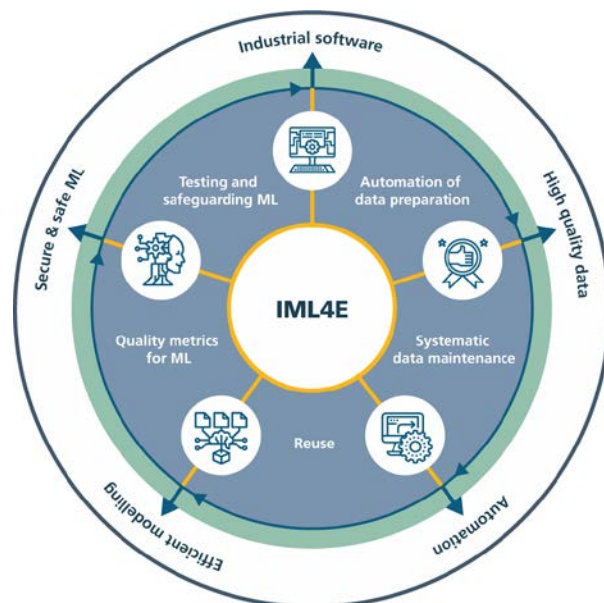 Industrial software
High quality data
Automation
Efficient modelling
Secure & safe ML
Testing and
safeguarding ML
Automation of
data preparation
IML4E
Quality metrics
for ML
Systematic
data maintenance
Reuse